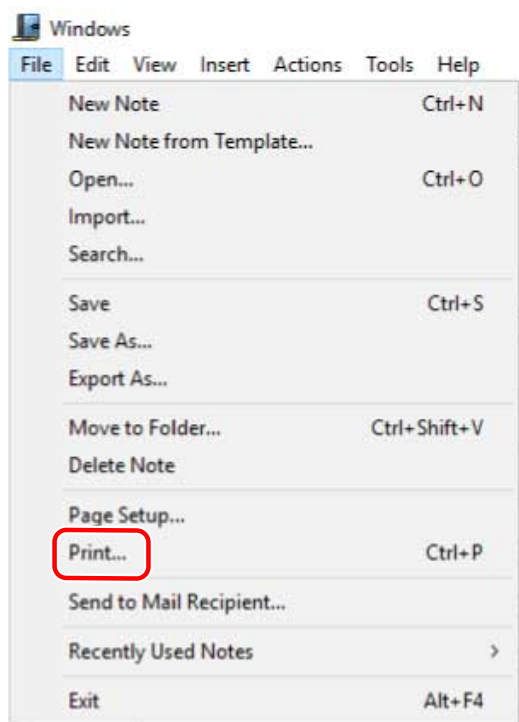 Windows
File Edit View Insert Actions Tools Help
New Note Ctrl+N
New Note from Template...
Open... Ctrl+O
Import...
Search...
Save Ctrl+S
Save As...
Export As...
Move to Folder... Ctrl+Shift+V
Delete Note
Page Setup...
Print... Ctrl+P
Send to Mail Recipient...
Recently Used Notes >
Exit Alt+F4